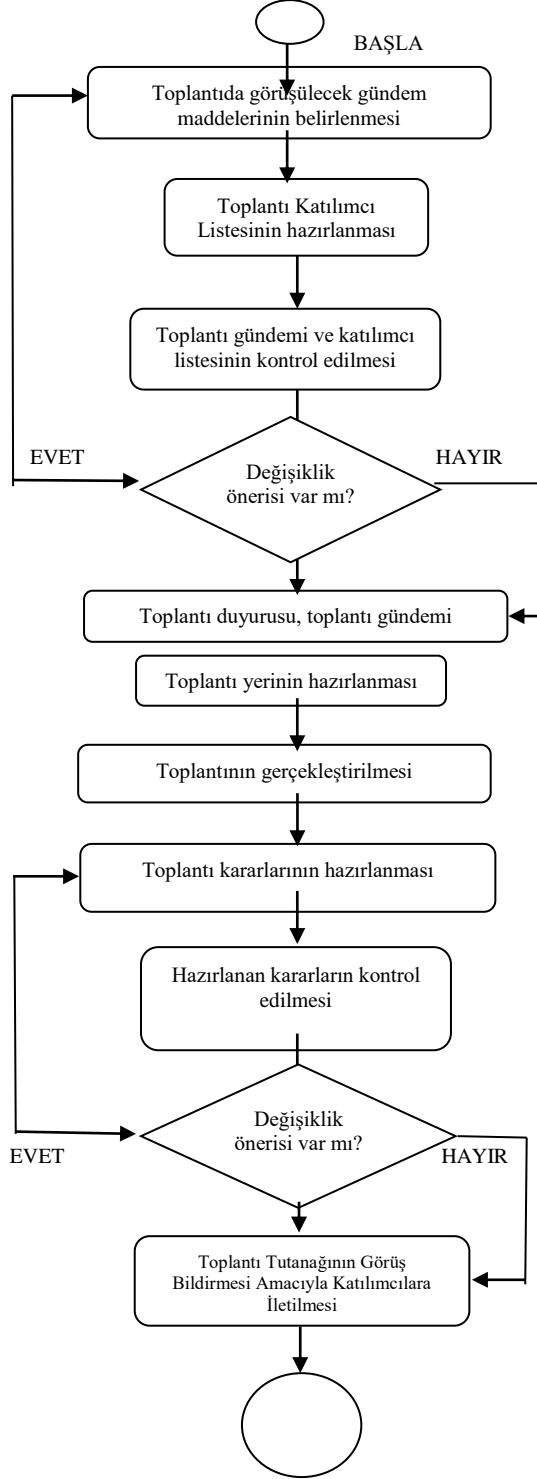 BAŞLA
Toplantıda görüşülecek gündem
maddelerinin belirlenmesi
Toplantı Katılımcı
Listesinin hazırlanması
Toplantı gündemi ve katılımcı
listesinin kontrol edilmesi
EVET
Değişiklik
önerisi var mı?
HAYIR
Toplantı duyurusu, toplantı gündemi
Toplantı yerinin hazırlanması
Toplantının gerçekleştirilmesi
Toplantı kararlarının hazırlanması
Hazırlanan kararların kontrol
edilmesi
Değişiklik
önerisi var mı?
EVET
HAYIR
Toplantı Tutanağının Görüş
Bildirmesi Amacıyla Katılımcılara
İletilmesi